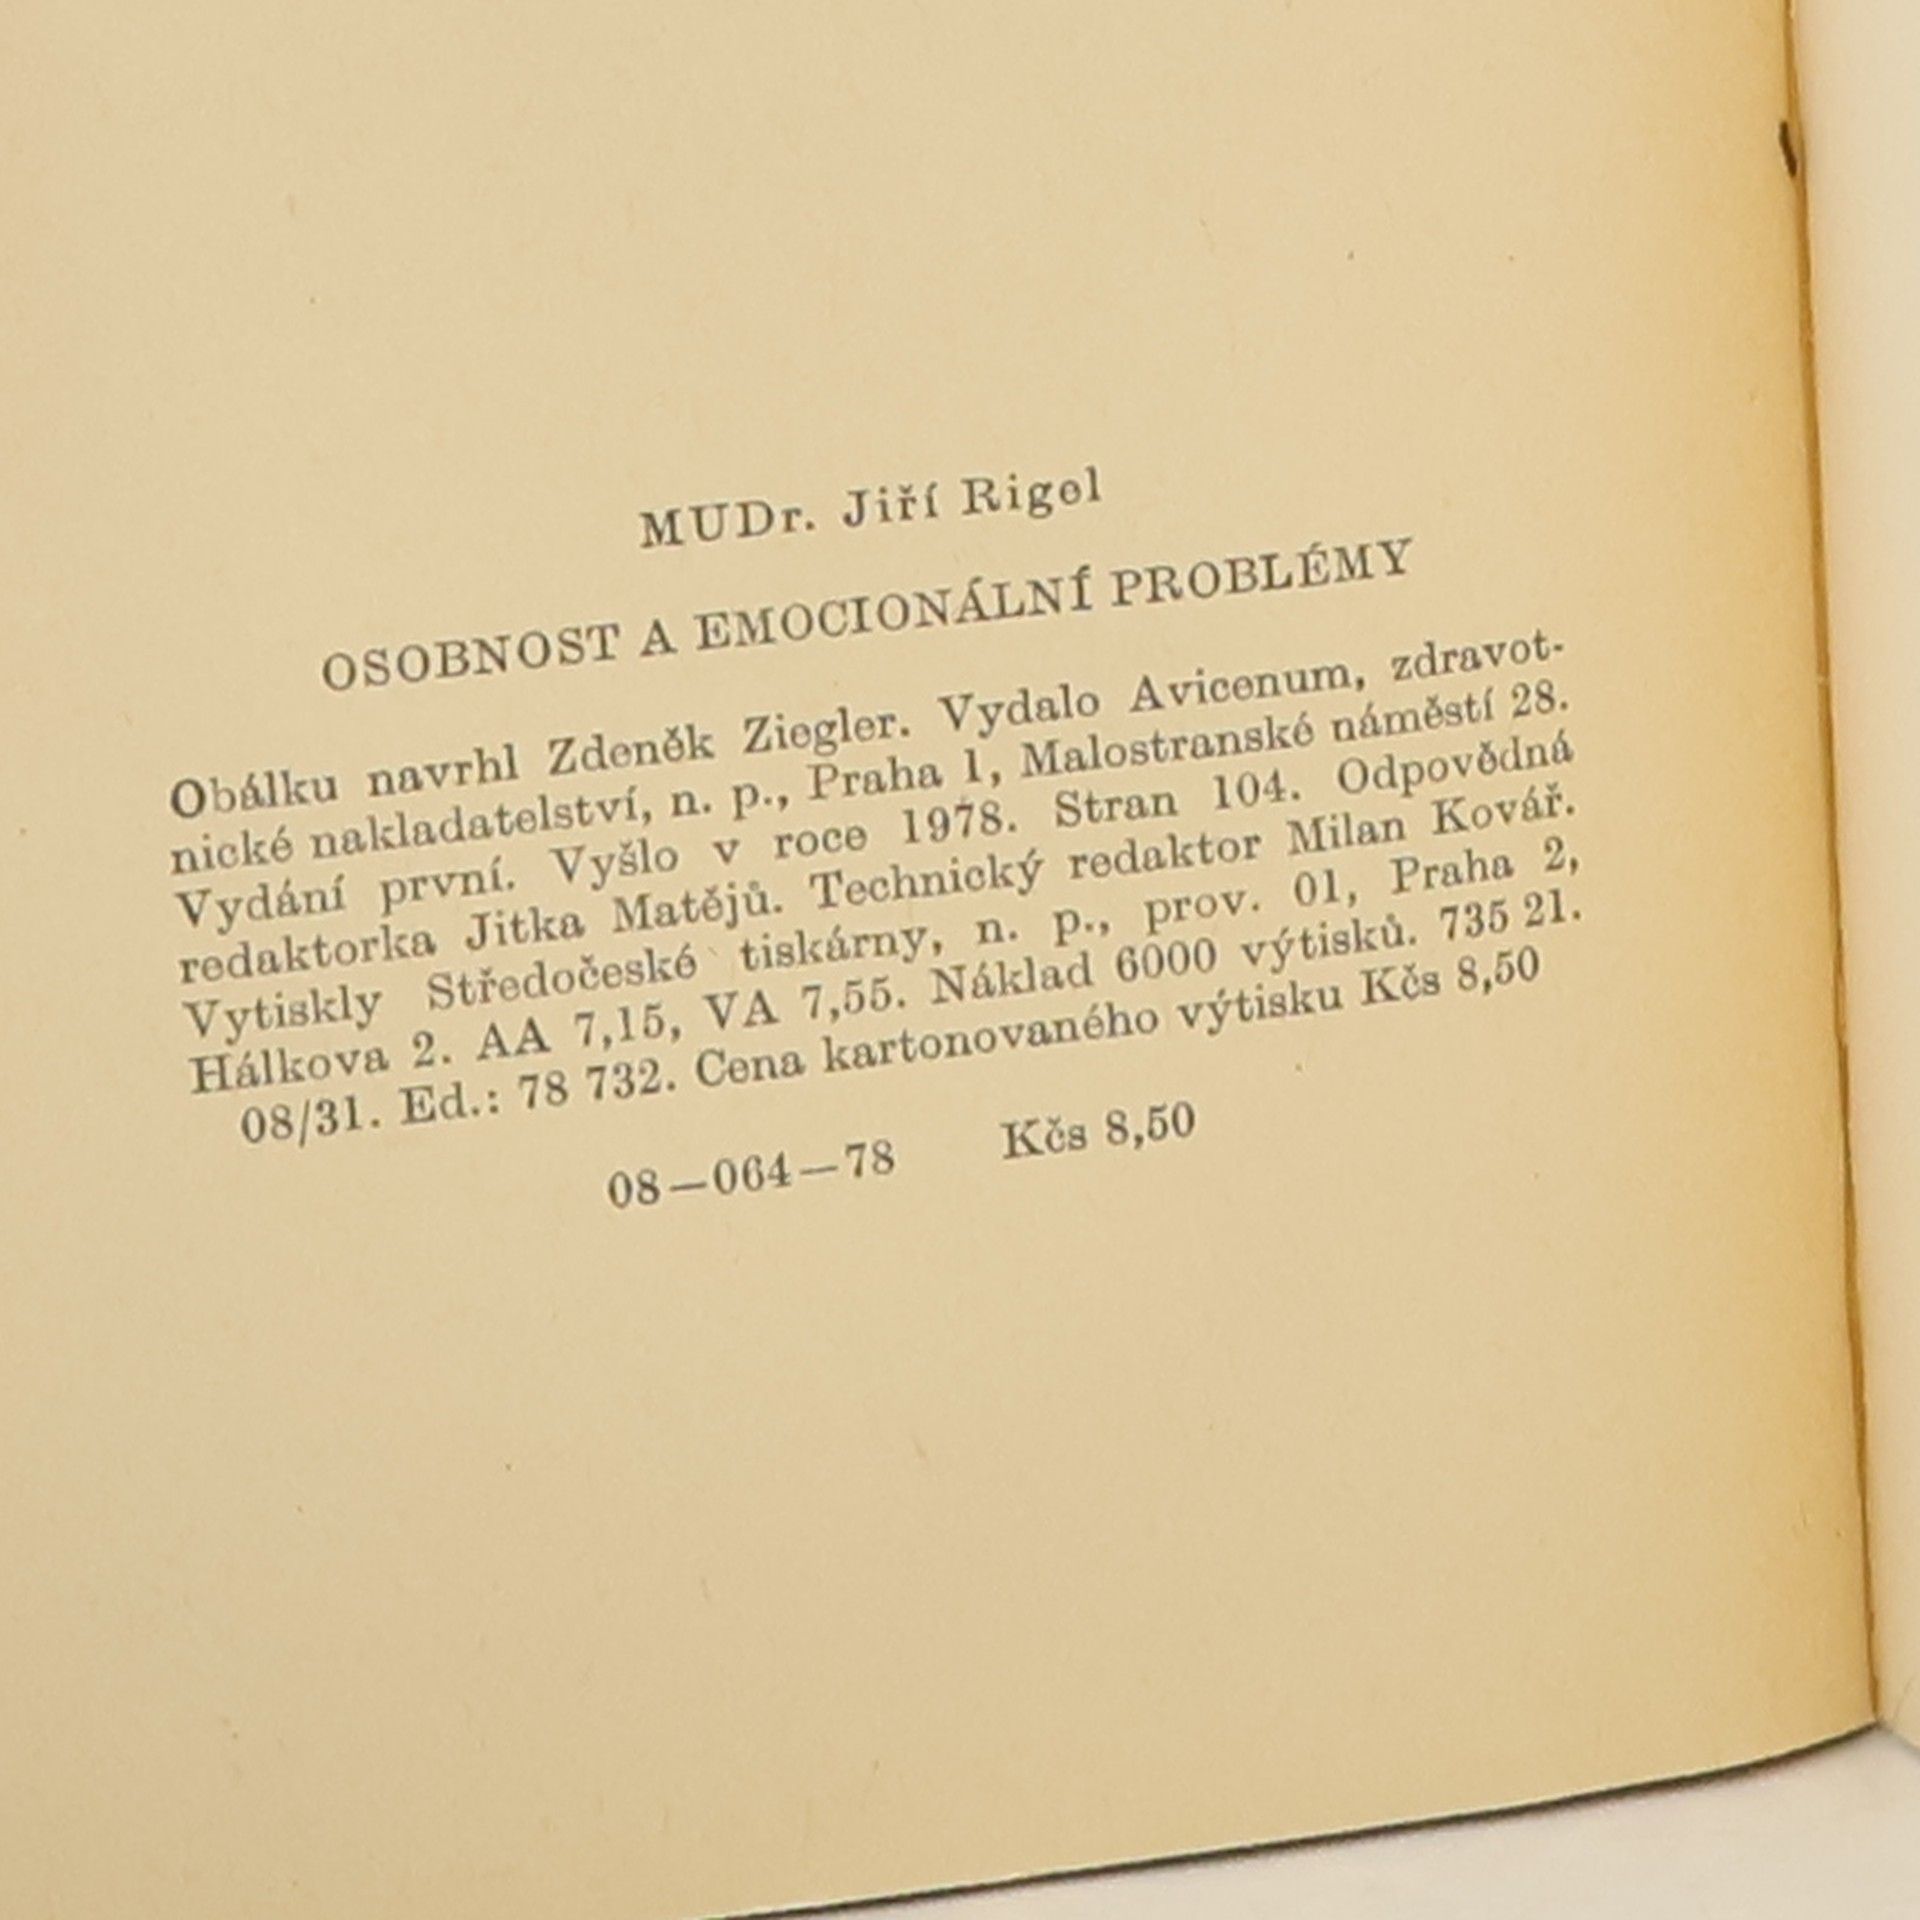 MUDr. Jiří Rigel
OSOBNOST A EMOCIONÁLNÍ PROBLÉMY
Obálku navrhl Zdeněk Ziegler. Vydalo Avicenum, zdravot-
nické nakladatelství, n. p., Praha 1, Malostranské náměstí 28.
Vydání první. Vyšlo v roce 1978. Stran 104. Odpovědná
redaktorka Jitka Matějů. Technický redaktor Milan Kovář.
Vytiskly Středočeské tiskárny, n. p., prov. 01, Praha 2,
Hálkova 2. AA 7,15, VA 7,55. Náklad 6000 výtisků. 735 21.
08/31. Ed.: 78 732. Cena kartonovaného výtisku Kčs 8,50
08—064—78 Kčs 8,50